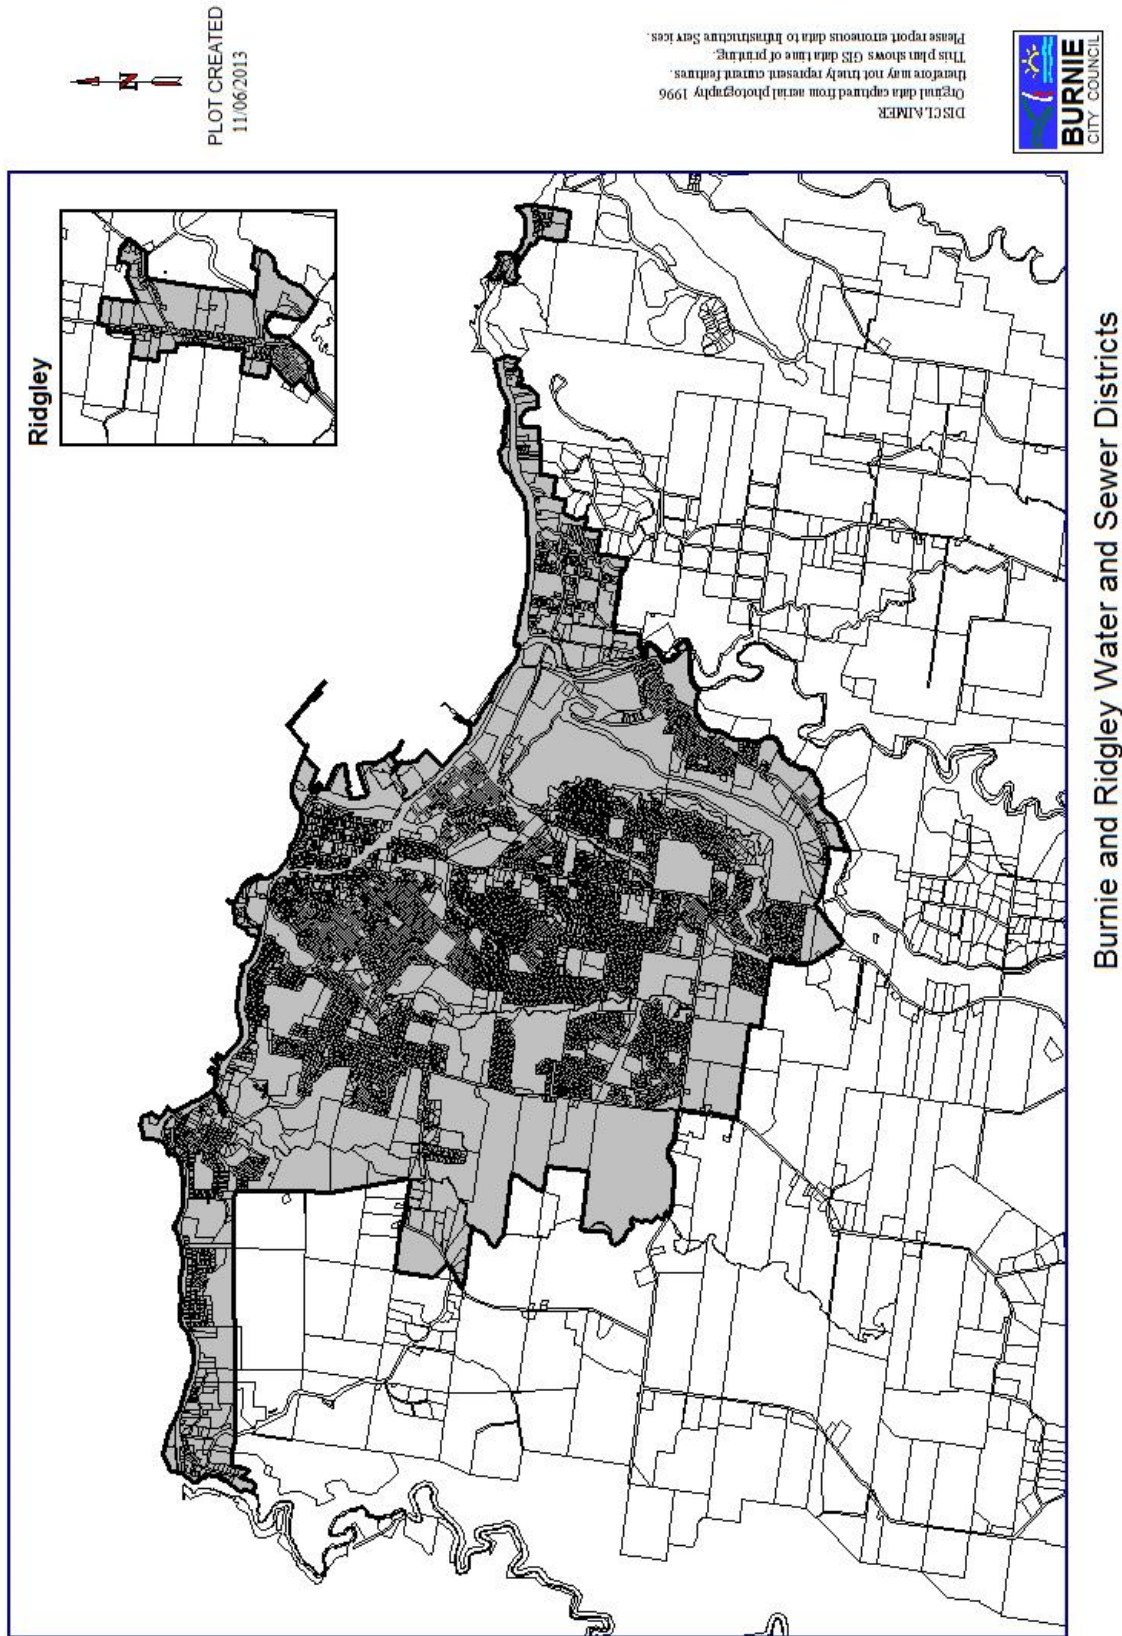 Ridgley
N
PLOT CREATED
11/06/2013
DISCLAIMER
Orginal data captured from aerial photography 1996
therefore may not truely represent current features.
This plan shows GIS data time of printing.
Please report erroneous data to Infrastructure Services.
BURNIE
CITY COUNCIL
Burnie and Ridgley Water and Sewer Districts